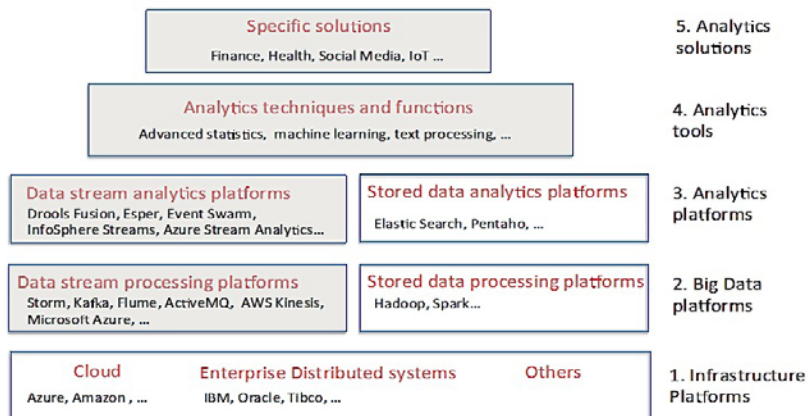 Specific solutions
Finance, Health, Social Media, IoT ...
5. Analytics
solutions
Analytics techniques and functions
Advanced statistics, machine learning, text processing, ...
4. Analytics
tools
Data stream analytics platforms
Drools Fusion, Esper, Event Swarm,
InfoSphere Streams, Azure Stream Analytics...
Stored data analytics platforms
Elastic Search, Pentaho, ...
3. Analytics
platforms
Data stream processing platforms
Storm, Kafka, Flume, ActiveMQ, AWS Kinesis,
Microsoft Azure, ...
Stored data processing platforms
Hadoop, Spark...
2. Big Data
platforms
Cloud
Azure, Amazon , ...
Enterprise Distributed systems
IBM, Oracle, Tibco, ...
Others
1. Infrastructure
Platforms